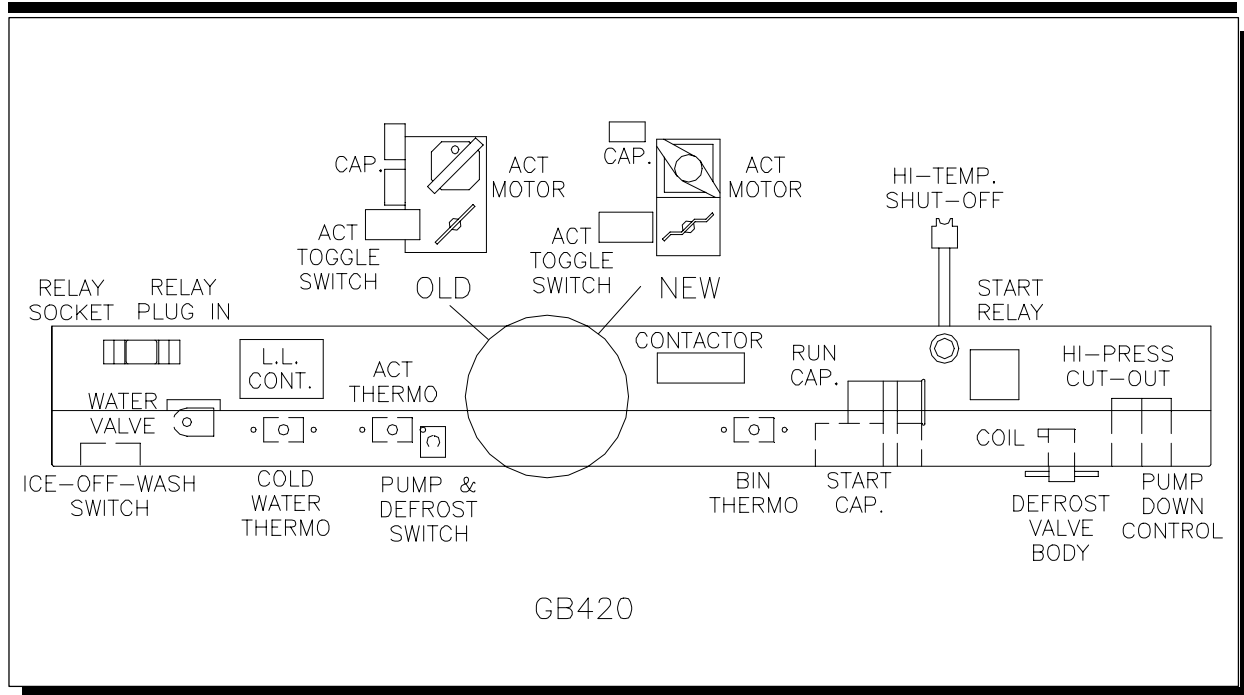 CAP.
ACT
MOTOR
ACT
TOGGLE
SWITCH
OLD
CAP.
ACT
MOTOR
ACT
TOGGLE
SWITCH
NEW
HI-TEMP.
SHUT-OFF
RELAY
SOCKET
RELAY
PLUG IN
L.L.
CONT.
ACT
THERMO
CONTACTOR
RUN
CAP.
START
RELAY
HI-PRESS
CUT-OUT
WATER
VALVE
COIL
ICE-OFF-WASH
SWITCH
COLD
WATER
THERMO
PUMP &
DEFROST
SWITCH
BIN
THERMO
START
CAP.
DEFROST
VALVE
BODY
PUMP
DOWN
CONTROL
GB420